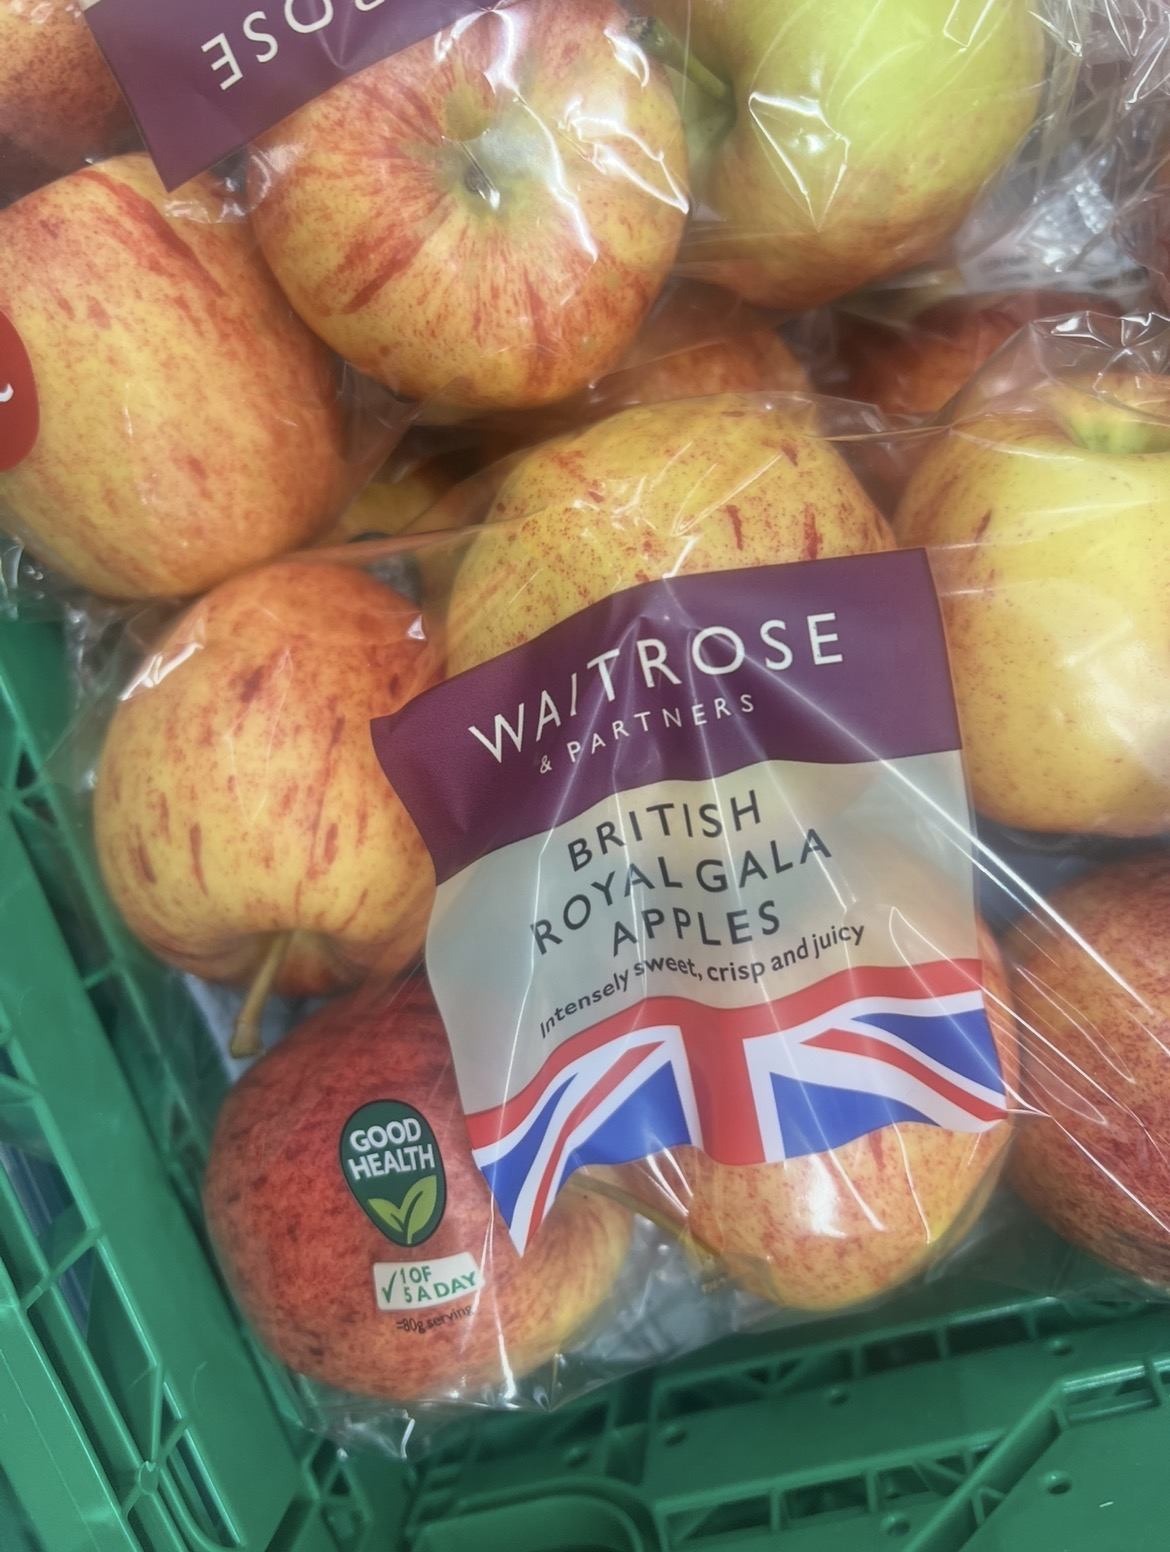 ROSE
WAITROSE
& PARTNERS
BRITISH
ROYAL GALA
APPLES
Intensely sweet, crisp and juicy
GOOD
HEALTH
1 OF
5 A DAY
=80g serving